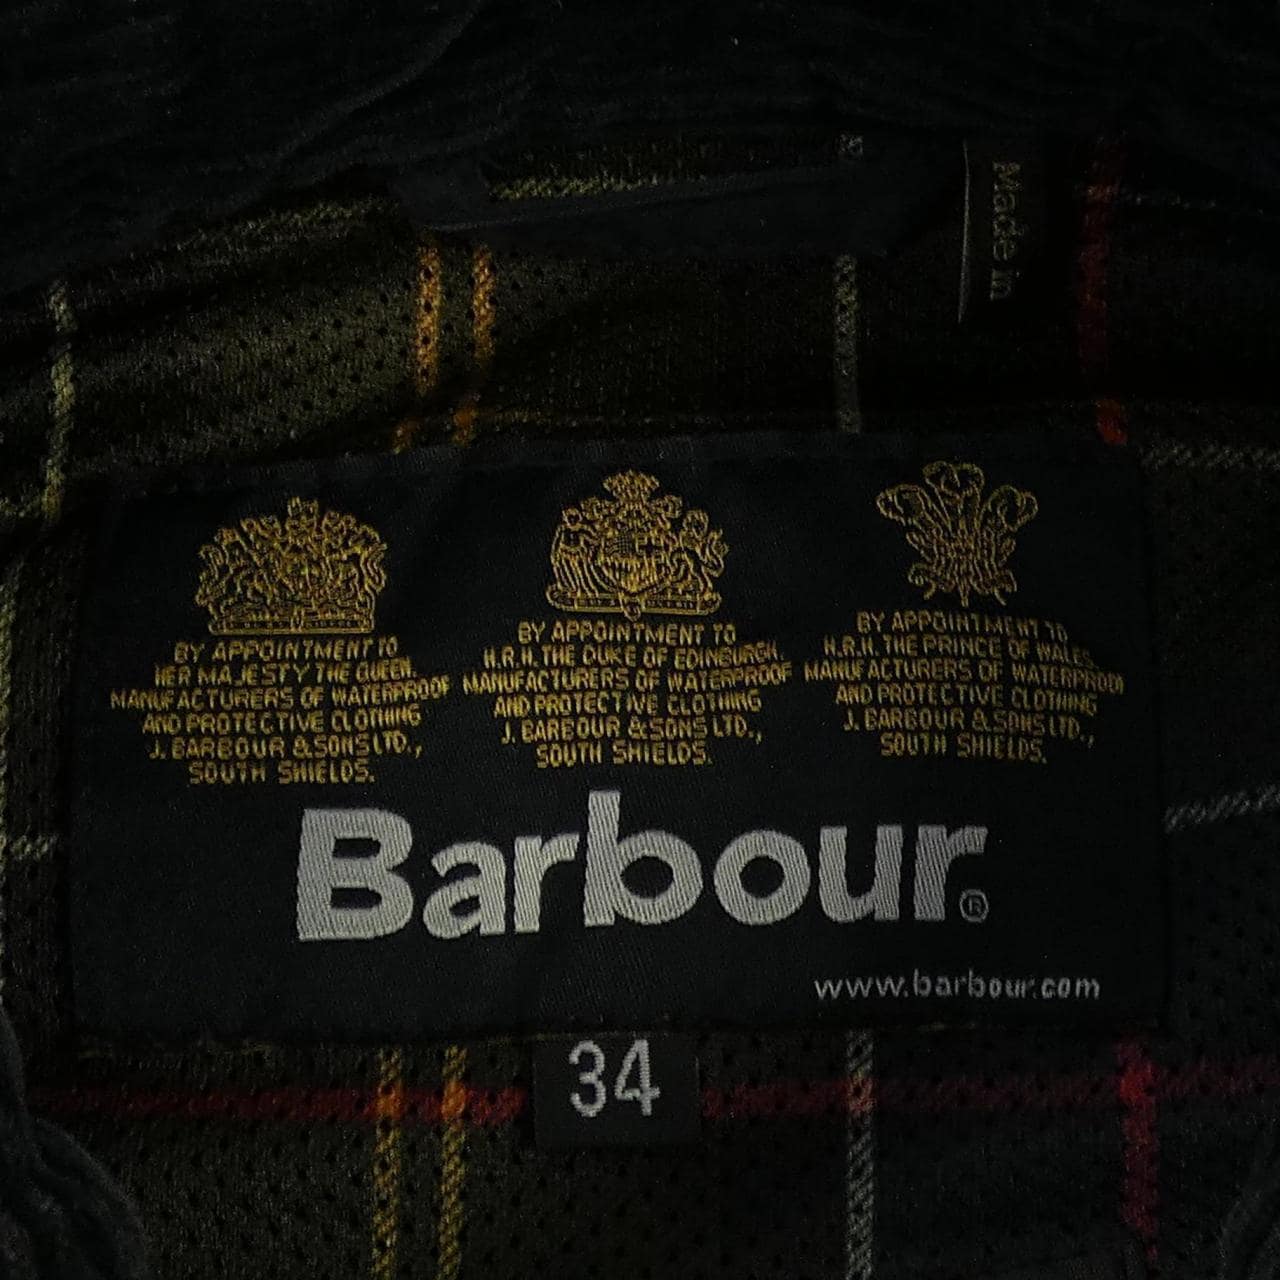 Made in
BY APPOINTMENT TO
HER MAJESTY THE QUEEN
MANUFACTURERS OF WATERPROOF
AND PROTECTIVE CLOTHING
J. BARBOUR & SONS LTD.,
SOUTH SHIELDS.
BY APPOINTMENT TO
H.R.H. THE DUKE OF EDINBURGH.
MANUFACTURERS OF WATERPROOF
AND PROTECTIVE CLOTHING
J. BARBOUR & SONS LTD.,
SOUTH SHIELDS.
BY APPOINTMENT TO
H.R.H. THE PRINCE OF WALES
MANUFACTURERS OF WATERPROOF
AND PROTECTIVE CLOTHING
J. BARBOUR & SONS LTD.,
SOUTH SHIELDS.
Barbour®
www.barbour.com
34